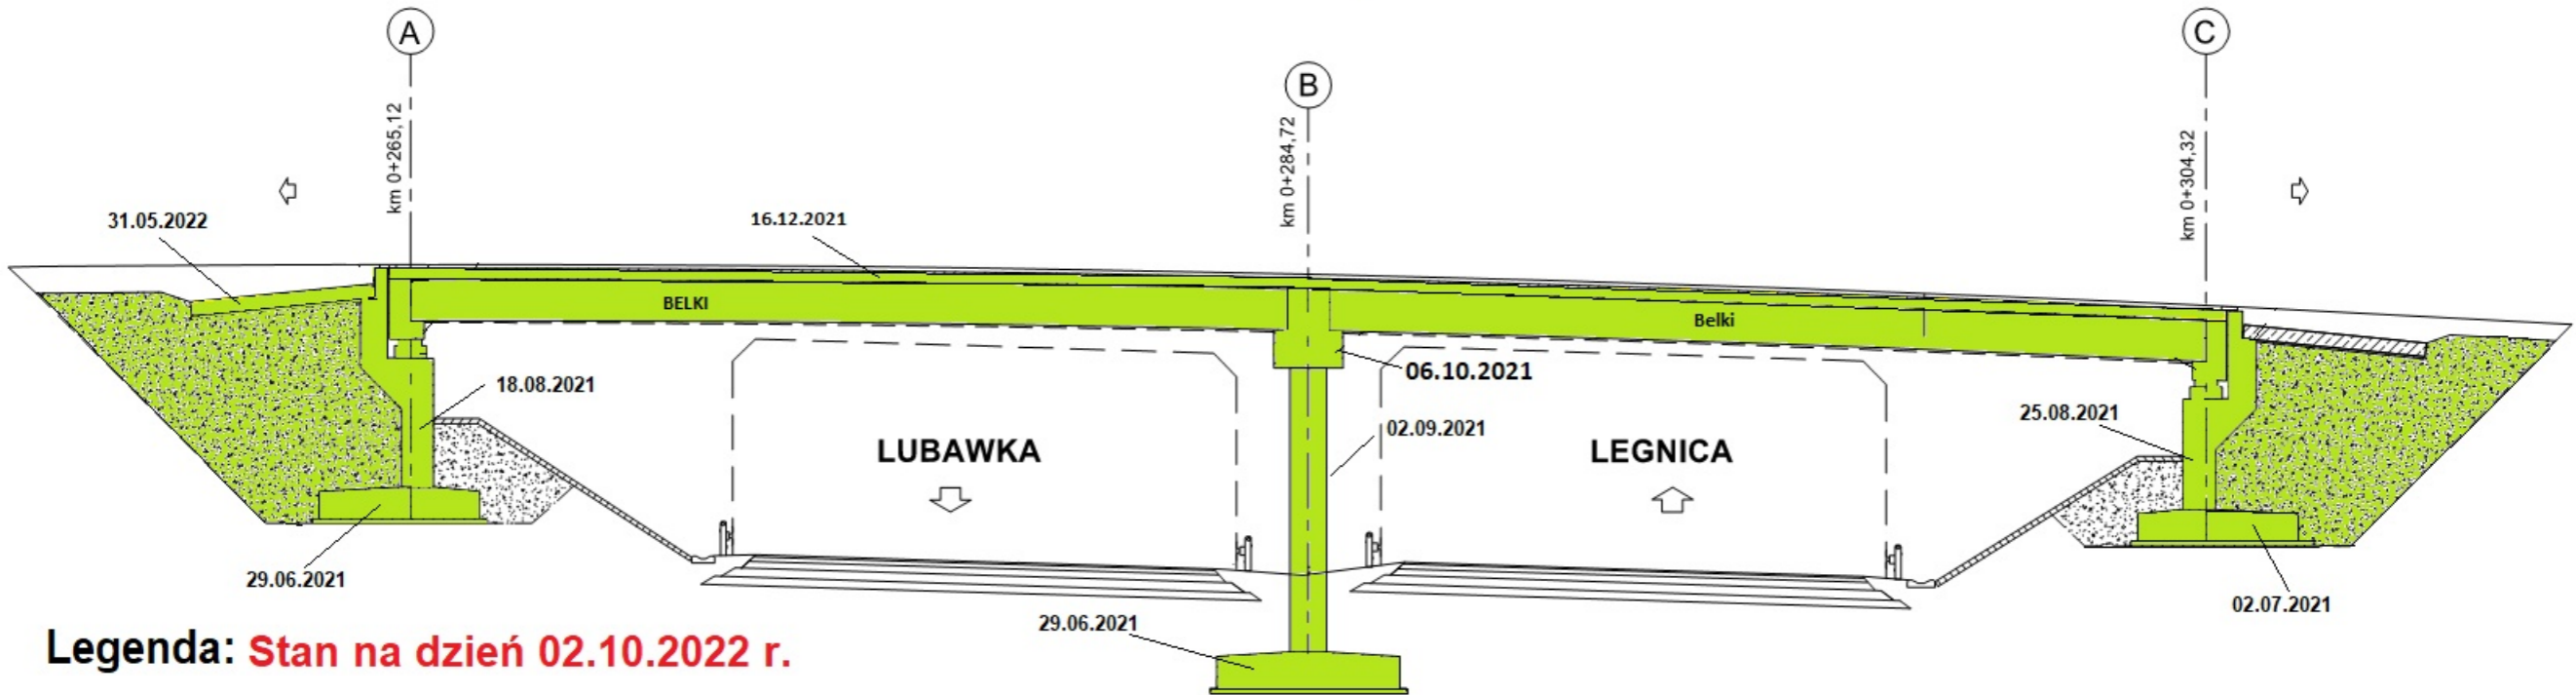 A
B
C
km 0+265,12
km 0+284,72
km 0+304,32
31.05.2022
16.12.2021
BELKI
Belki
18.08.2021
06.10.2021
02.09.2021
25.08.2021
LUBAWKA
LEGNICA
29.06.2021
29.06.2021
02.07.2021
Legenda: Stan na dzień 02.10.2022 r.